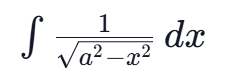 ∫ 1/√(a²−x²) dx